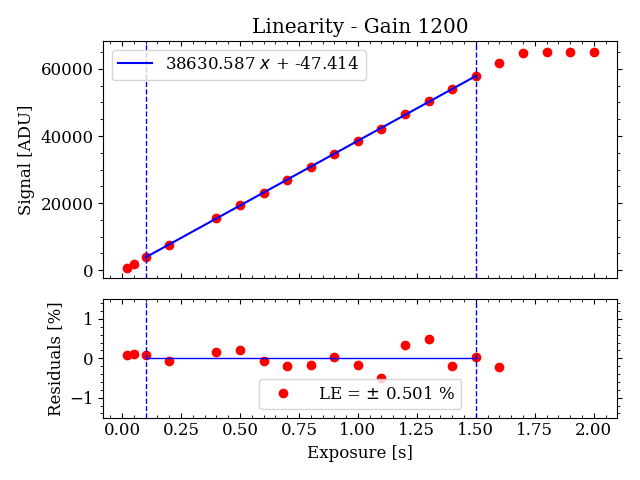 Linearity - Gain 1200
38630.587 x + -47.414
Signal [ADU]
60000
40000
20000
0
Residuals [%]
1
0
−1
LE = ± 0.501 %
0.00 0.25 0.50 0.75 1.00 1.25 1.50 1.75 2.00
Exposure [s]